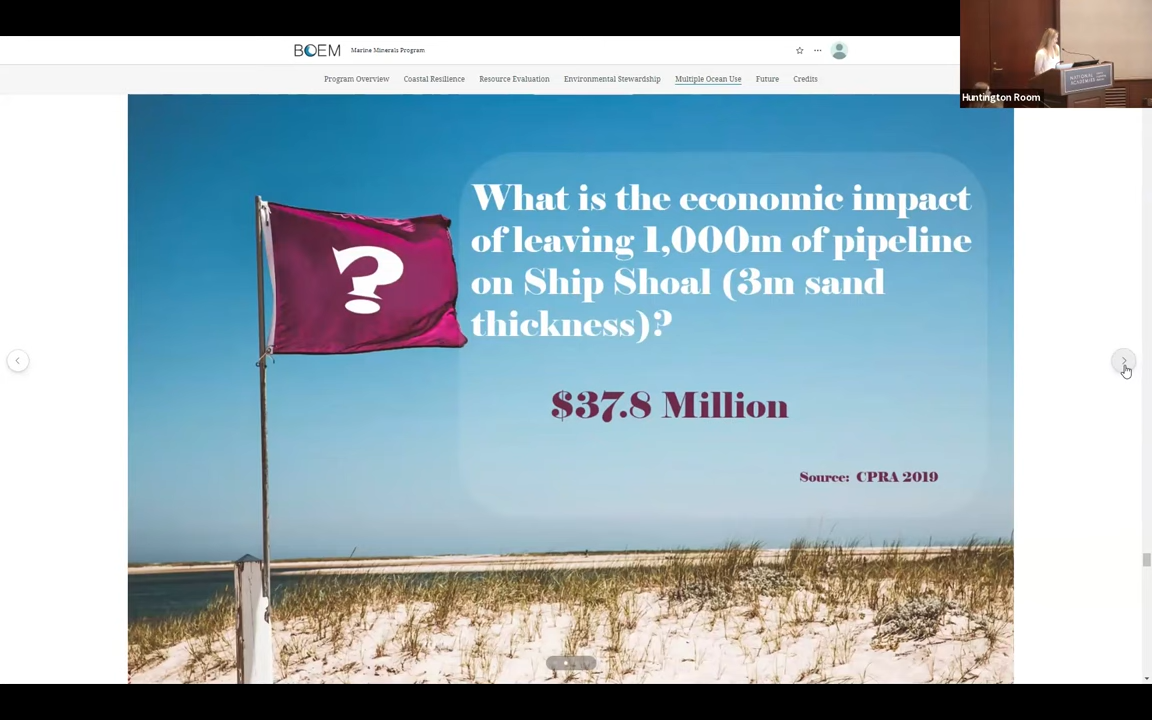 BOEM
Marine Minerals Program
Program Overview
Coastal Resilience
Resource Evaluation
Environmental Stewardship
Multiple Ocean Use
Future
Credits
Huntington Room
NATIONAL
ACADEMIES
?
What is the economic impact
of leaving 1,000m of pipeline
on Ship Shoal (3m sand
thickness)?
$37.8 Million
Source: CPRA 2019